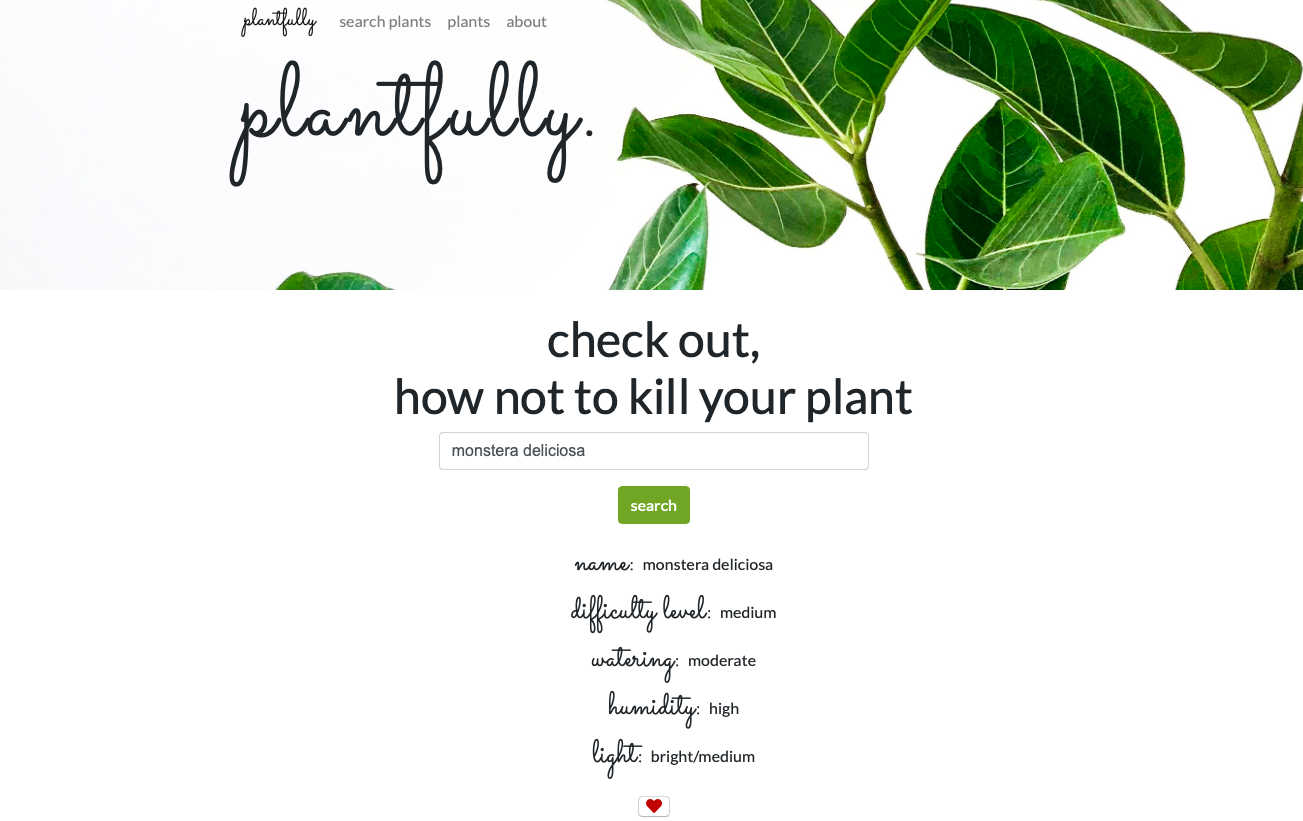 plantfully search plants plants about
plantfully.
check out,
how not to kill your plant
monstera deliciosa
search
name: monstera deliciosa
difficulty level: medium
watering: moderate
humidity: high
light: bright/medium